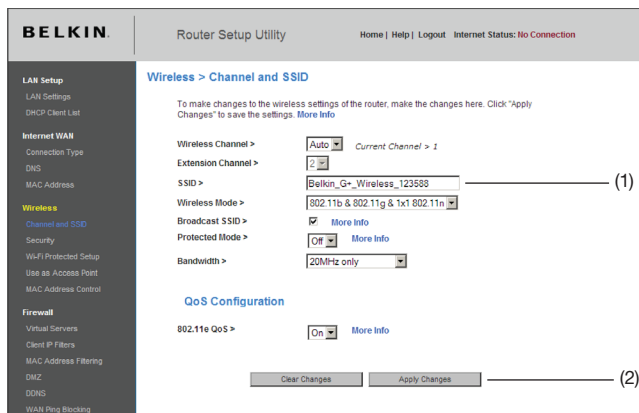 BELKIN.
Router Setup Utility
Home | Help | Logout Internet Status: No Connection
LAN Setup
LAN Settings
DHCP Client List
Internet WAN
Connection Type
DNS
MAC Address
Wireless
Channel and SSID
Security
Wi-Fi Protected Setup
Use as Access Point
MAC Address Control
Firewall
Virtual Servers
Client IP Filters
MAC Address Filtering
DMZ
DDNS
WAN Ping Blocking
Wireless > Channel and SSID
To make changes to the wireless settings of the router, make the changes here. Click "Apply
Changes" to save the settings. More Info
Wireless Channel > Auto Current Channel > 1
Extension Channel > 2
SSID > Belkin_G+_Wireless_123588 (1)
Wireless Mode > 802.11b & 802.11g & 1x1 802.11n
Broadcast SSID > More Info
Protected Mode > Off More Info
Bandwidth > 20MHz only
QoS Configuration
802.11e QoS > On More Info
Clear Changes Apply Changes (2)